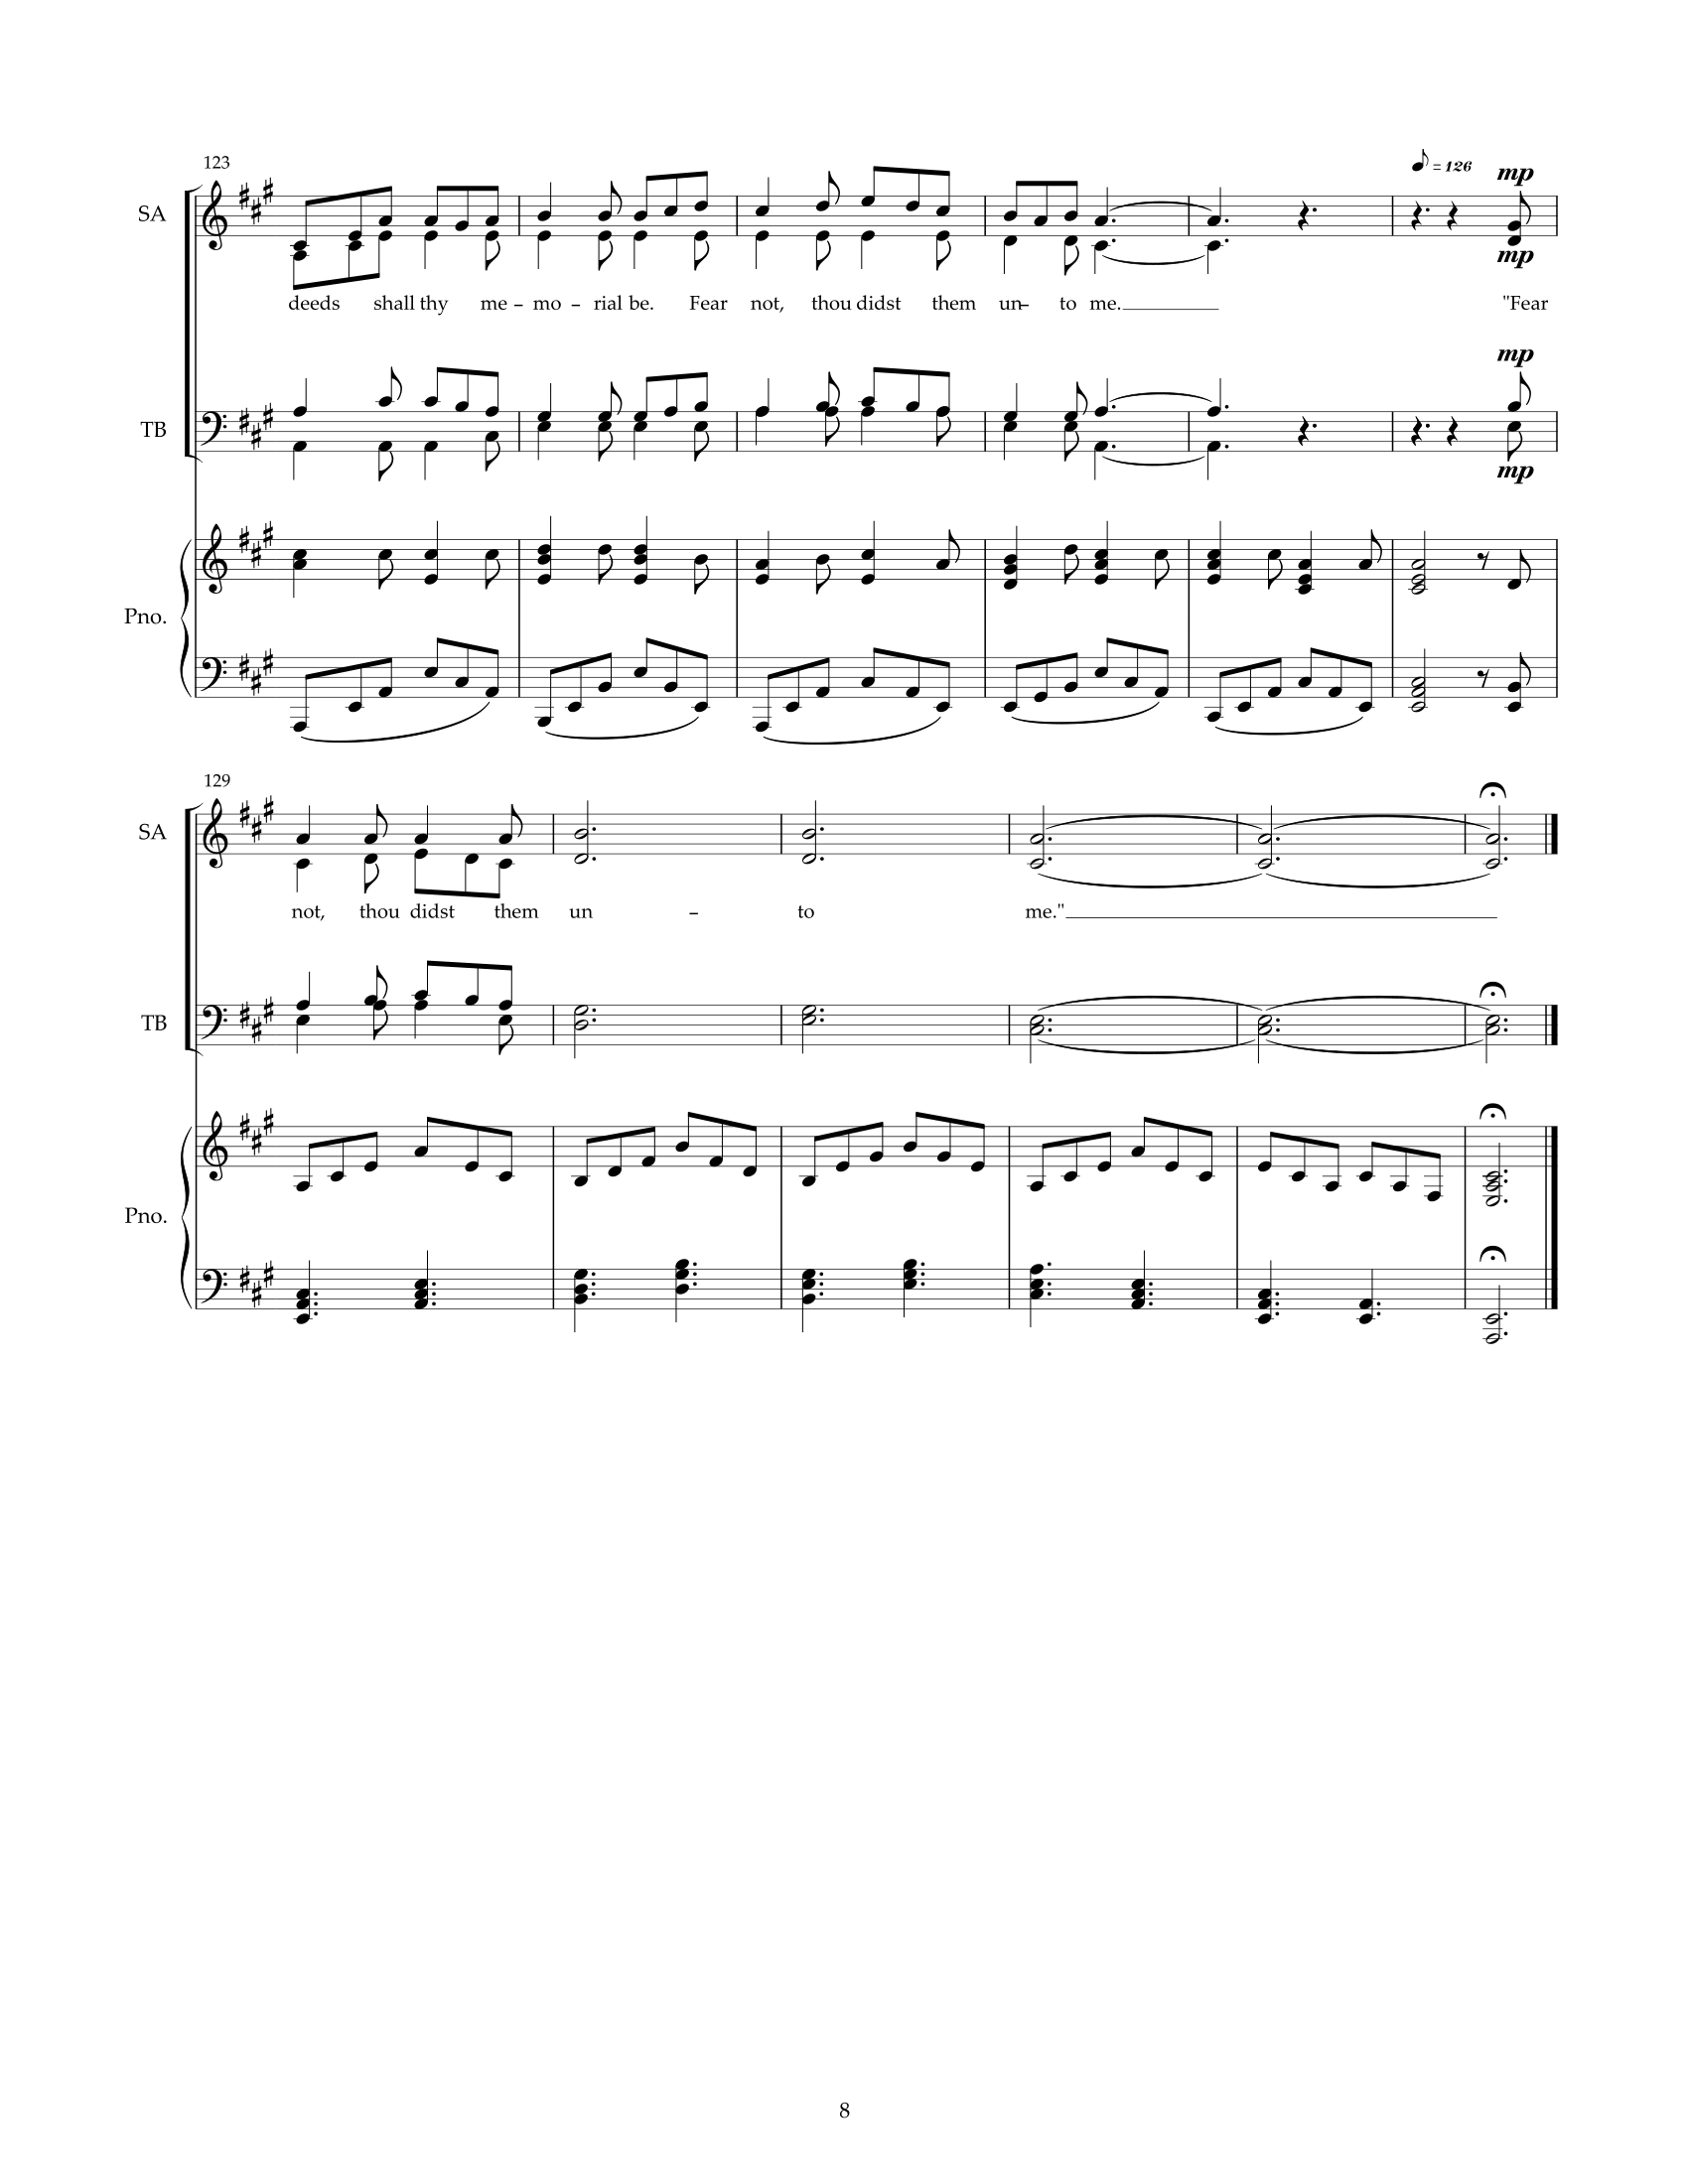 123
♪ = 126
mp
SA
mp
deeds shall thy me – mo – rial be. Fear not, thou didst them un – to me. "Fear
mp
TB
mp
Pno.
129
SA
not, thou didst them un – to me."
TB
Pno.
8